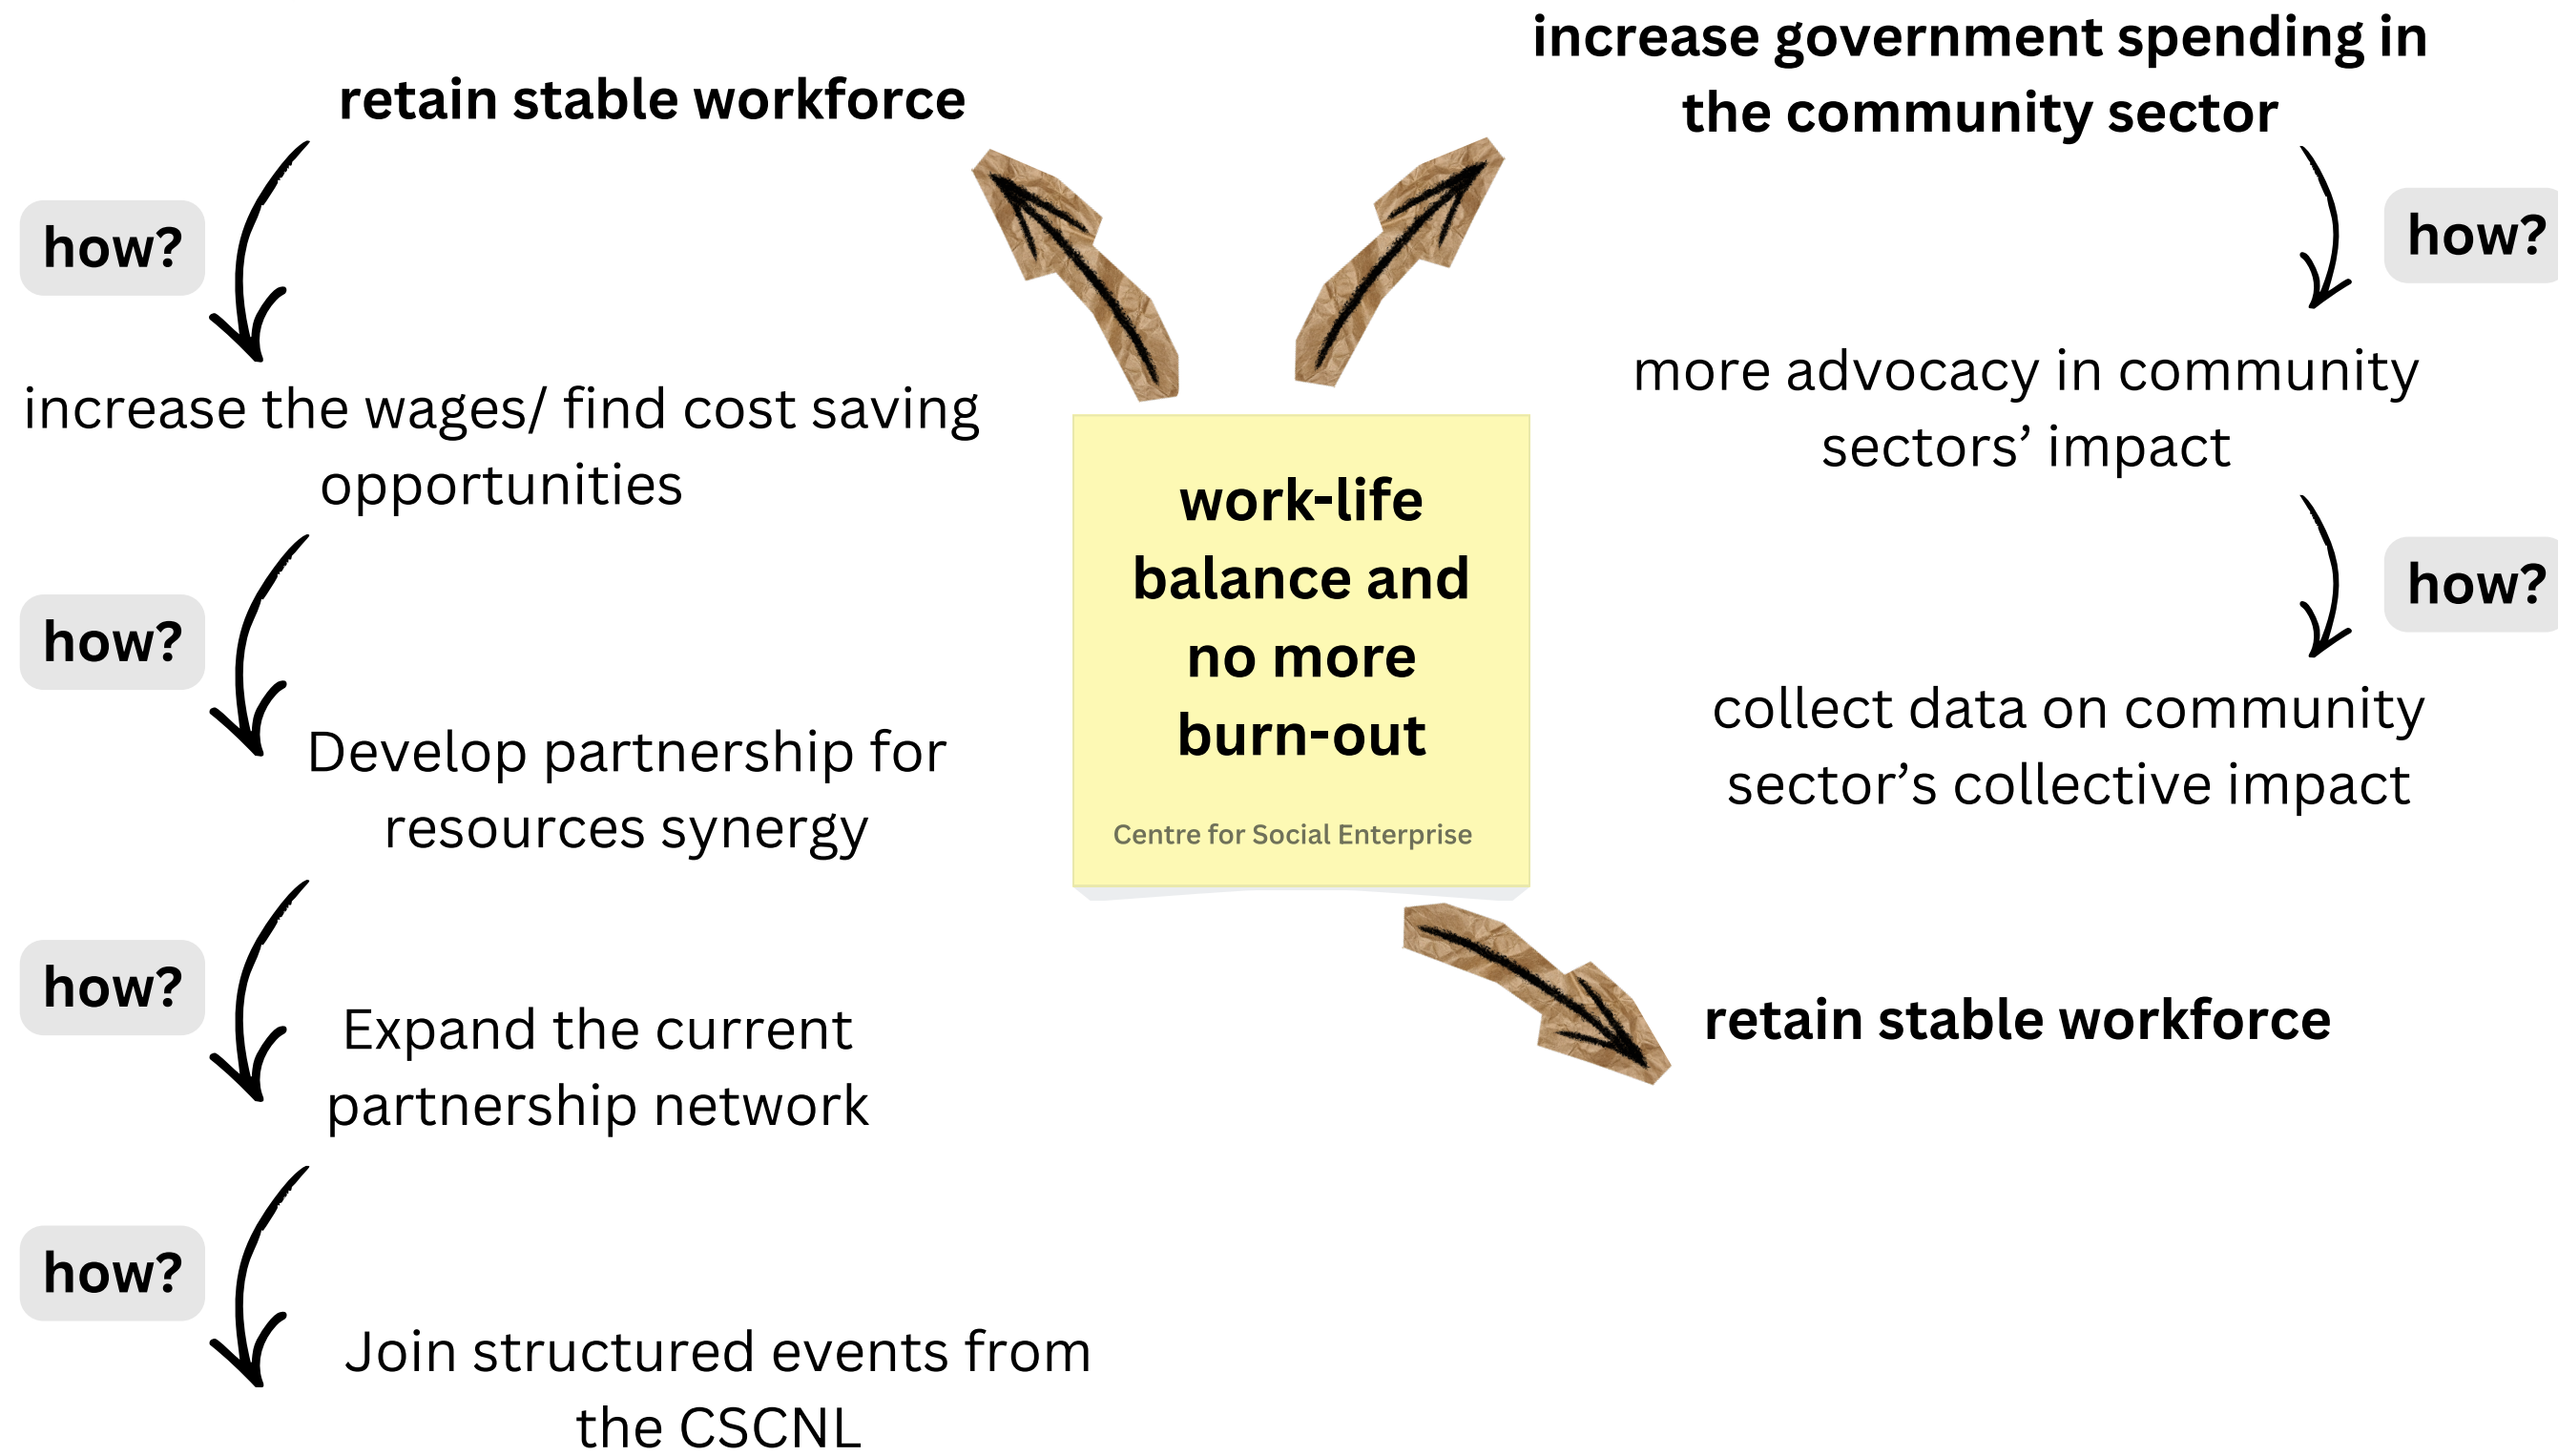 retain stable workforce
how?
increase the wages/ find cost saving
opportunities
how?
Develop partnership for
resources synergy
how?
Expand the current
partnership network
how?
Join structured events from
the CSCNL
work-life
balance and
no more
burn-out
Centre for Social Enterprise
increase government spending in
the community sector
how?
more advocacy in community
sectors’ impact
how?
collect data on community
sector’s collective impact
retain stable workforce